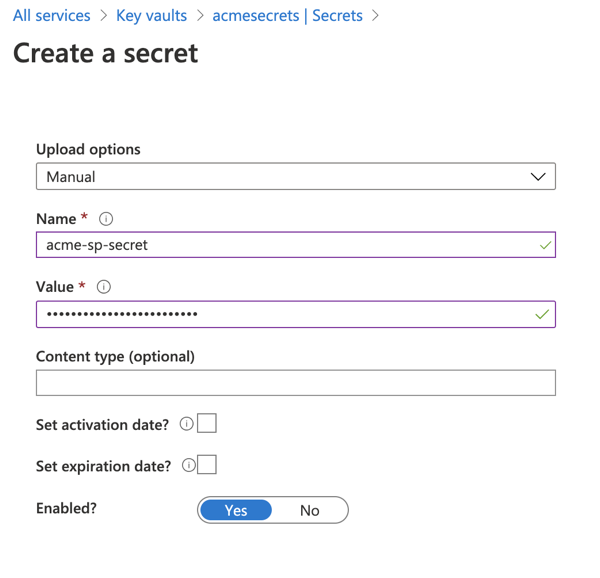 All services > Key vaults > acmesecrets | Secrets >
Create a secret
Upload options
Manual
Name *
acme-sp-secret
Value *
•••••••••••••••••••••••••
Content type (optional)
Set activation date?
Set expiration date?
Enabled?
Yes No